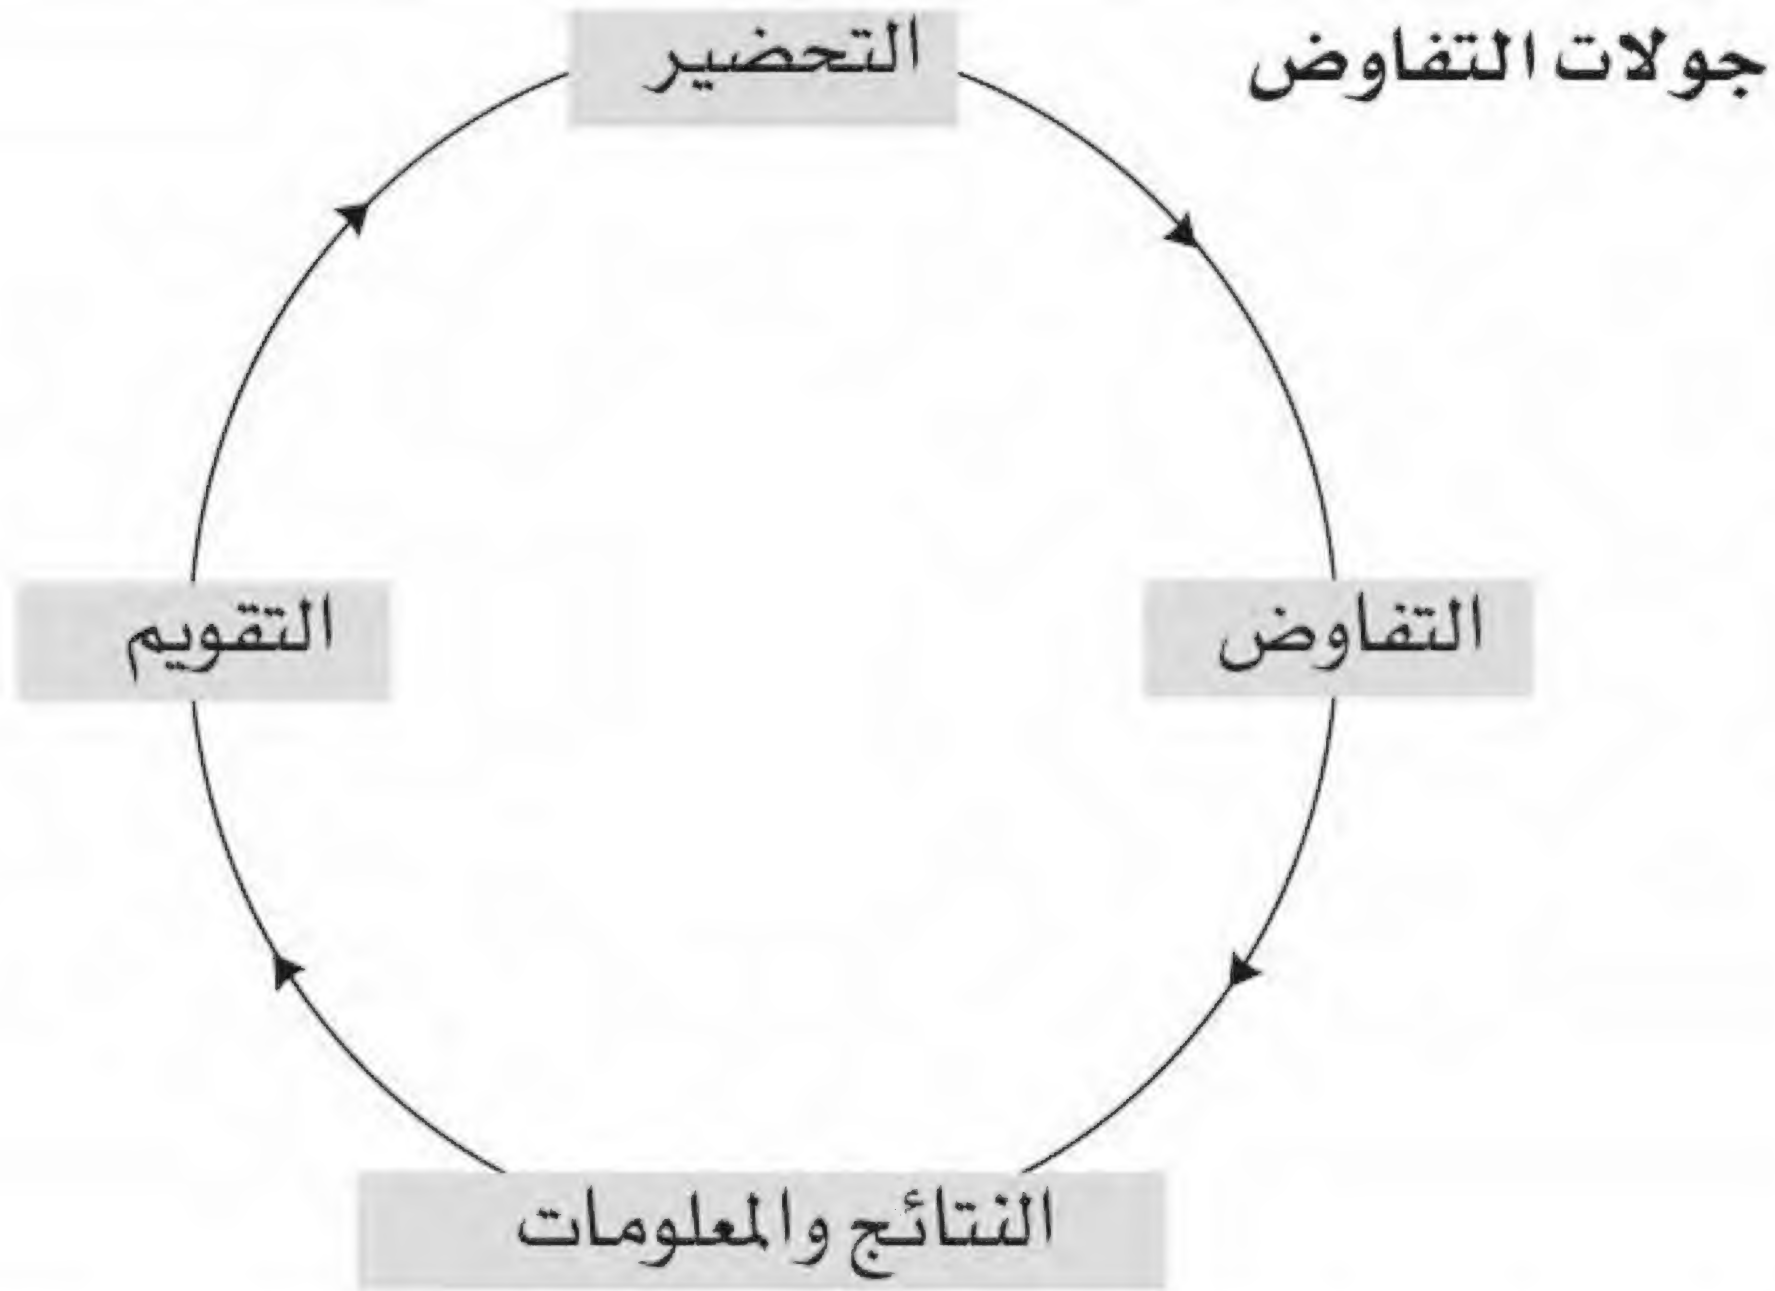 جولات التفاوض
التحضير
التفاوض
النتائج والمعلومات
التقويم